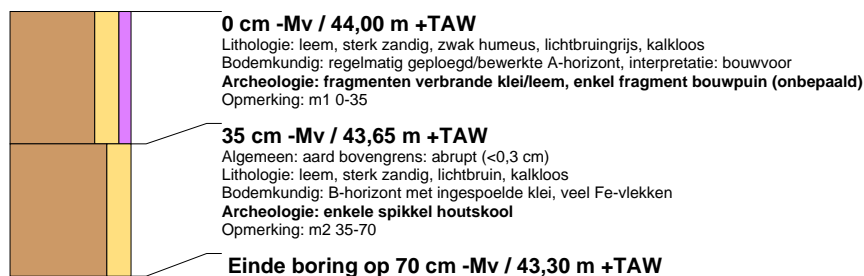 0 cm -Mv / 44,00 m +TAW
Lithologie: leem, sterk zandig, zwak humeus, lichtbruingrijs, kalkloos
Bodemkundig: regelmatig geploegd/bewerkte A-horizont, interpretatie: bouwvoor
Archeologie: fragmenten verbrande klei/leem, enkel fragment bouwpuin (onbepaald)
Opmerking: m1 0-35
35 cm -Mv / 43,65 m +TAW
Algemeen: aard bovengrens: abrupt (<0,3 cm)
Lithologie: leem, sterk zandig, lichtbruin, kalkloos
Bodemkundig: B-horizont met ingespoelde klei, veel Fe-vlekken
Archeologie: enkele spikkel houtskool
Opmerking: m2 35-70
Einde boring op 70 cm -Mv / 43,30 m +TAW